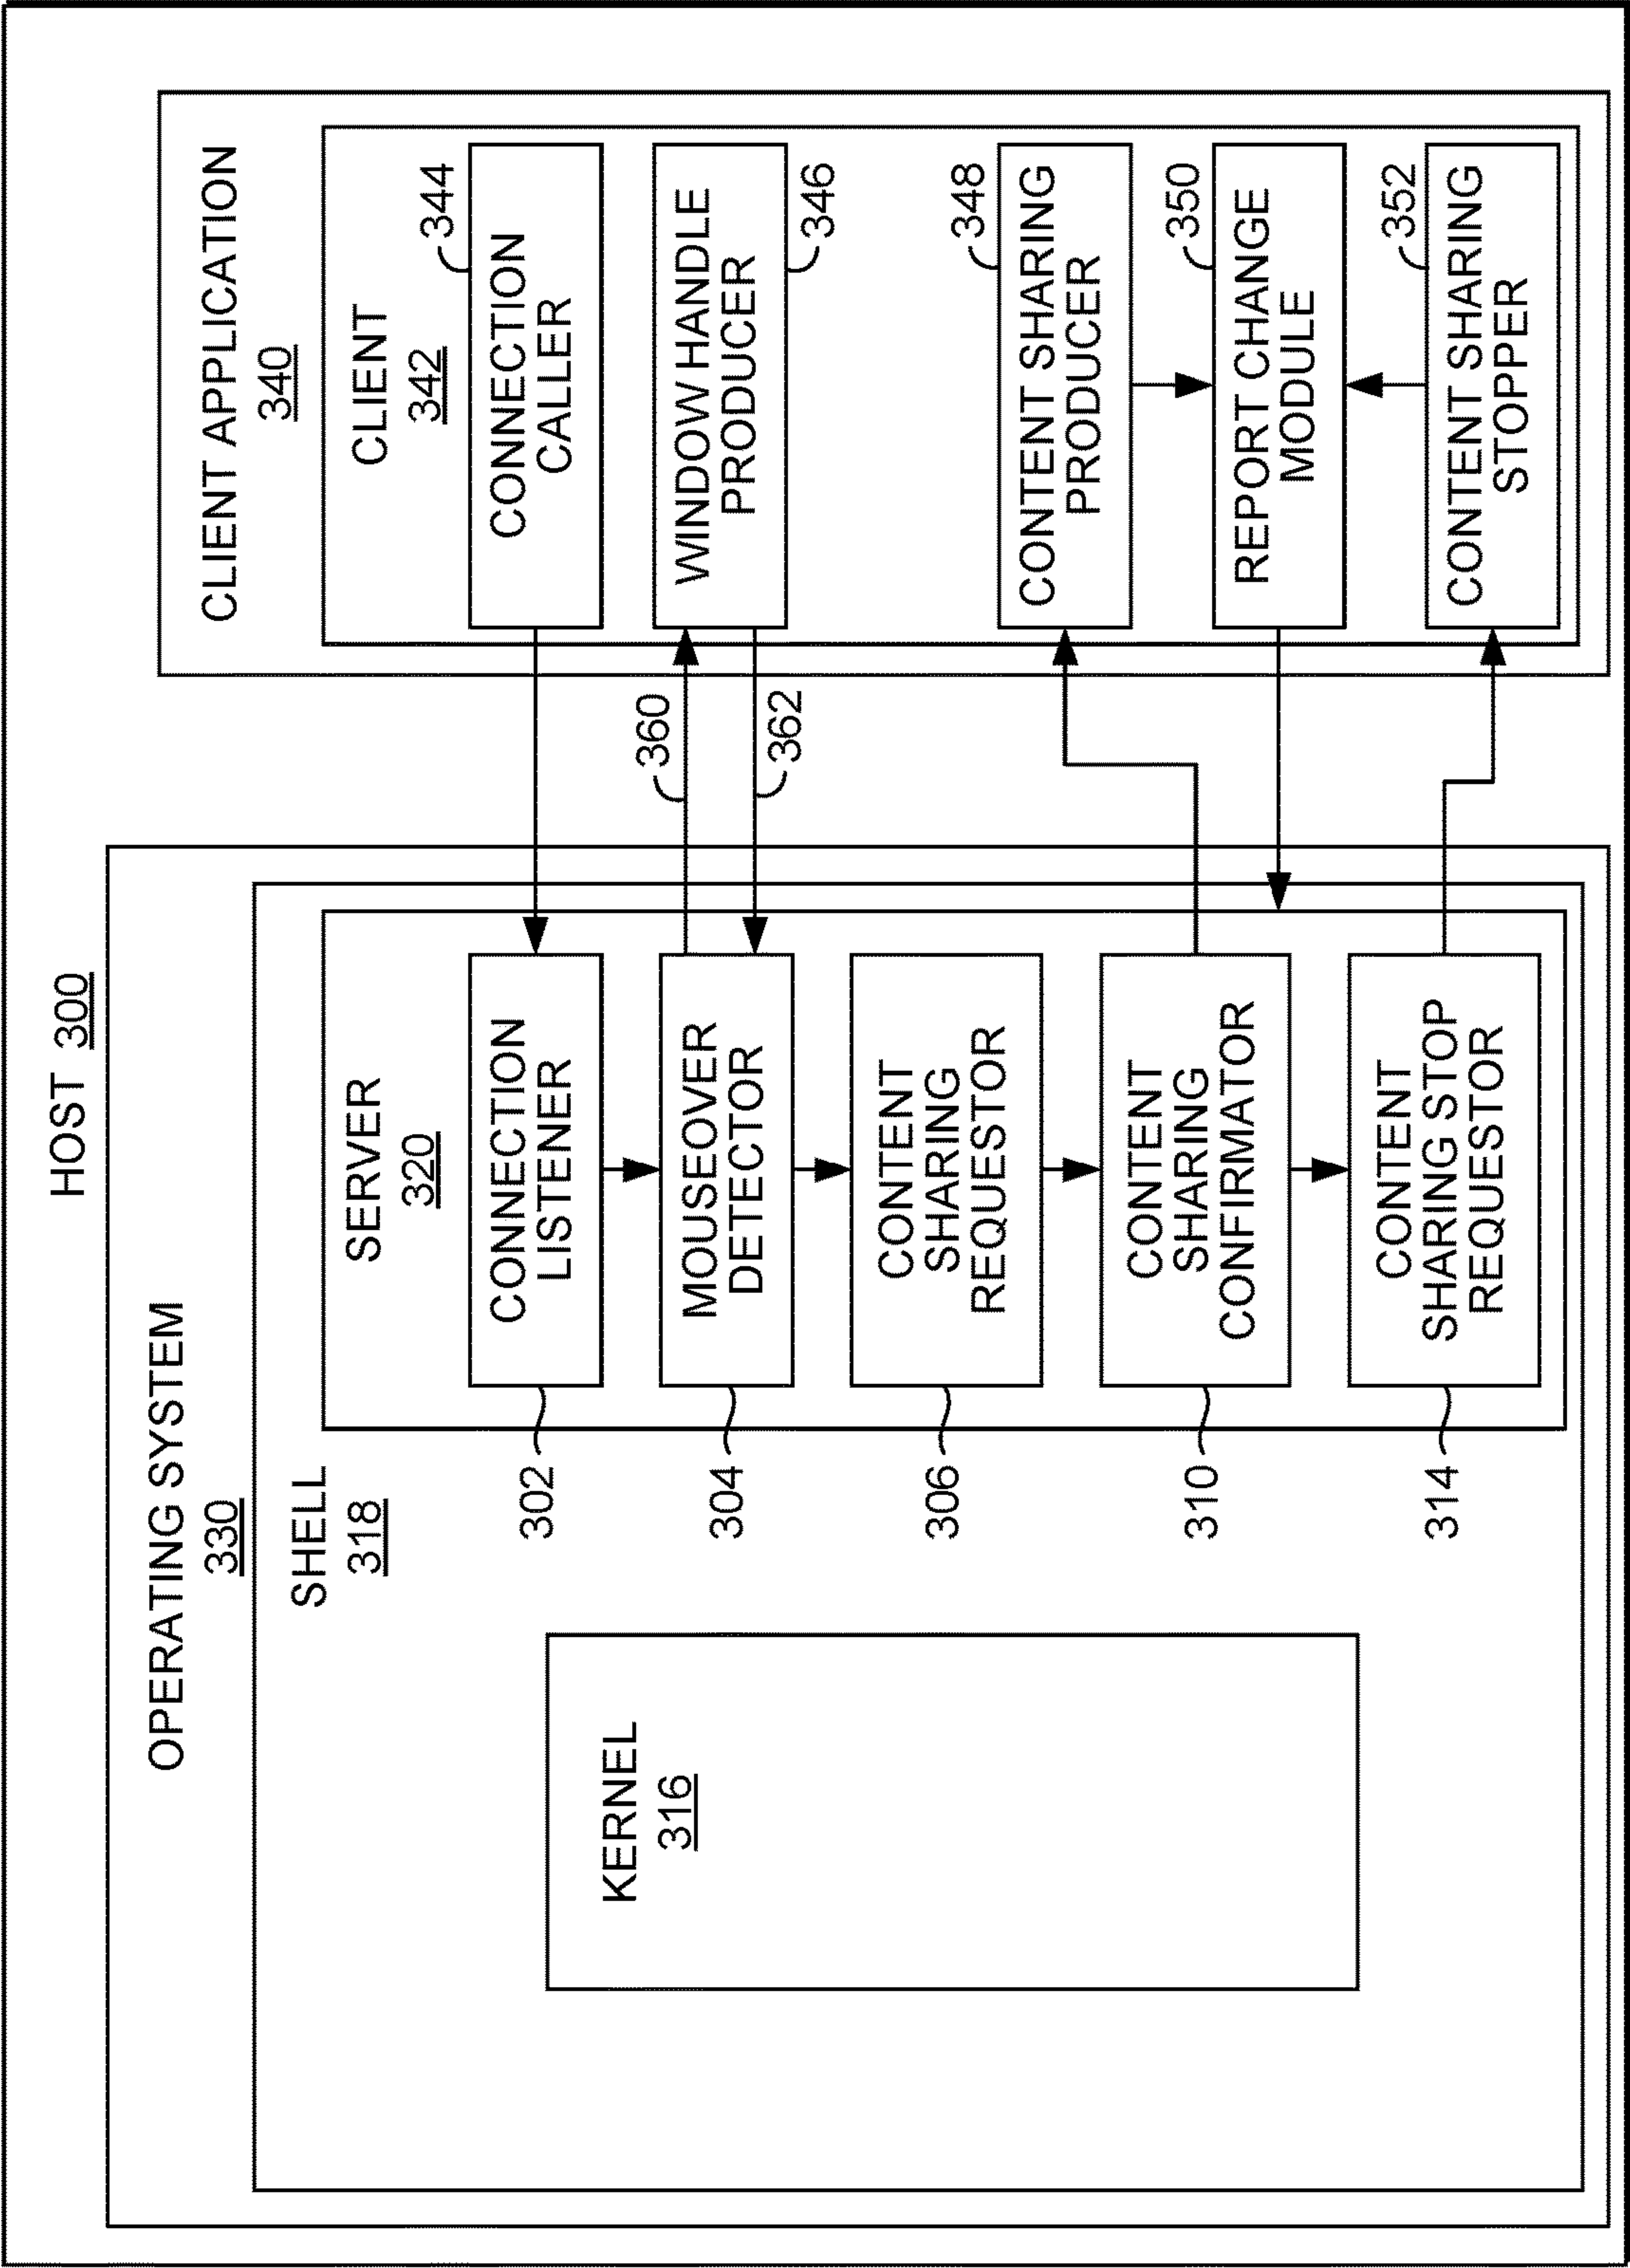 HOST 300
OPERATING SYSTEM
330
SHELL
318
KERNEL
316
SERVER
320
302
CONNECTION
LISTENER
304
MOUSEOVER
DETECTOR
306
CONTENT
SHARING
REQUESTOR
310
CONTENT
SHARING
CONFIRMATOR
314
CONTENT
SHARING STOP
REQUESTOR
360
362
CLIENT APPLICATION
340
CLIENT
342
344
CONNECTION
CALLER
WINDOW HANDLE
PRODUCER
346
348
CONTENT SHARING
PRODUCER
350
REPORT CHANGE
MODULE
352
CONTENT SHARING
STOPPER